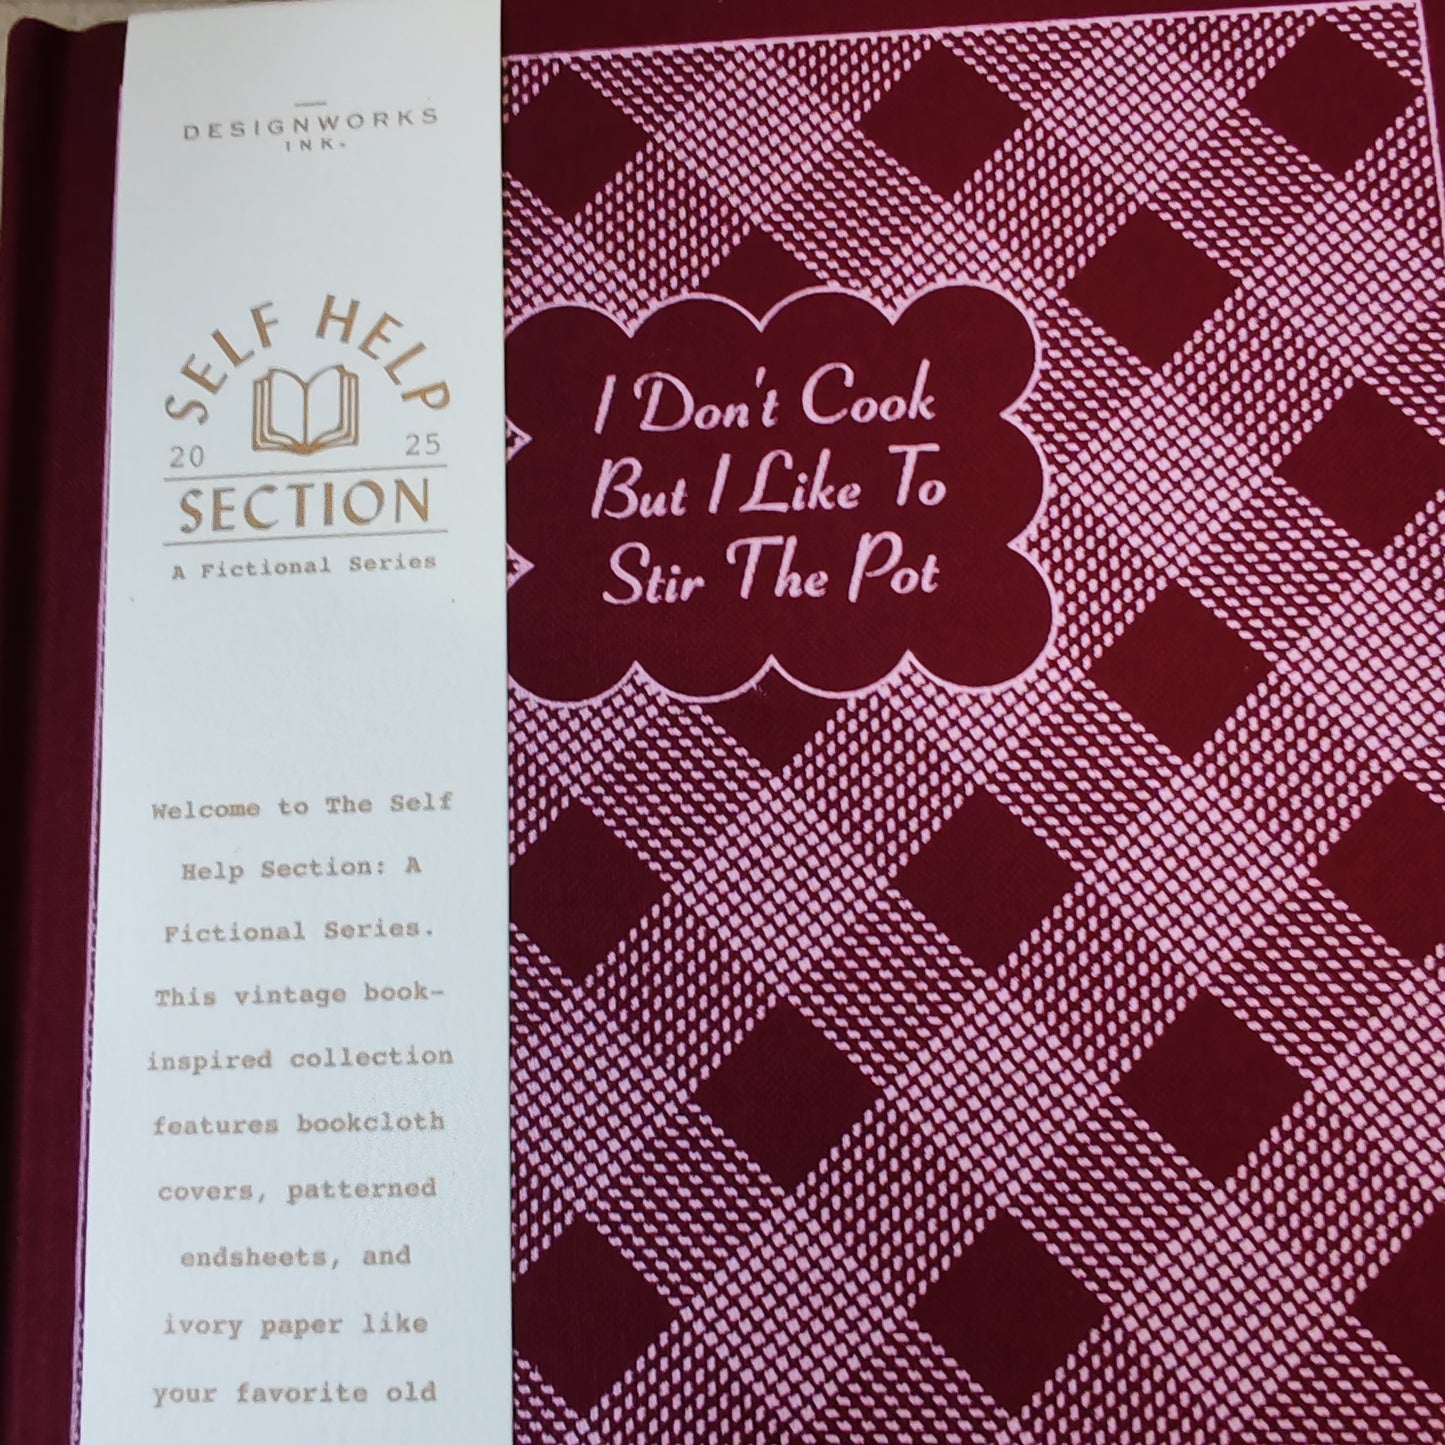 DESIGNWORKS
INK.
SELF HELP
20 25
SECTION
A Fictional Series
Welcome to The Self
Help Section: A
Fictional Series.
This vintage book-
inspired collection
features bookcloth
covers, patterned
endsheets, and
ivory paper like
your favorite old
I Don't Cook
But I Like To
Stir The Pot